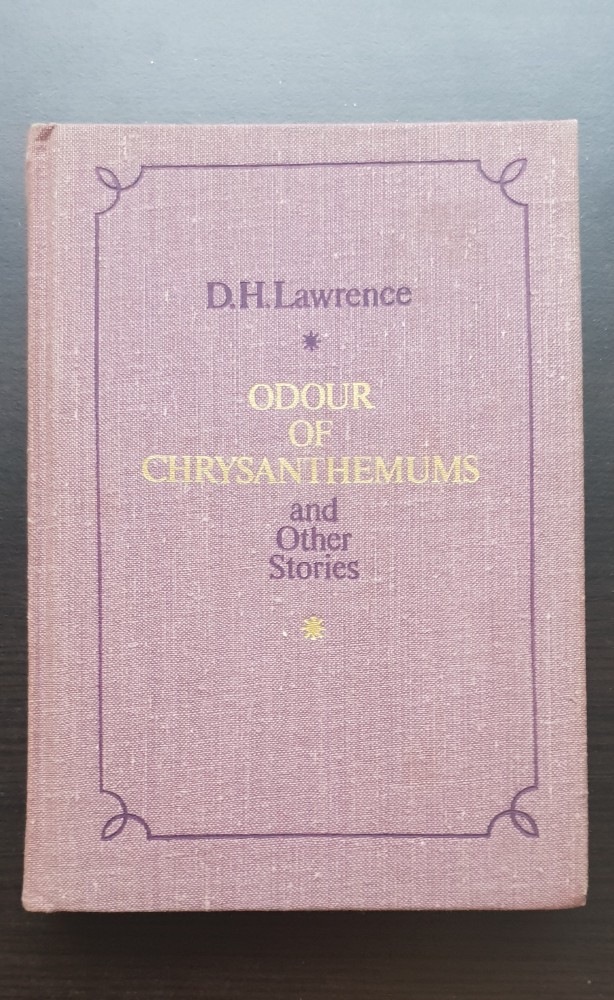 D.H.Lawrence
ODOUR
OF
CHRYSANTHEMUMS
and
Other
Stories